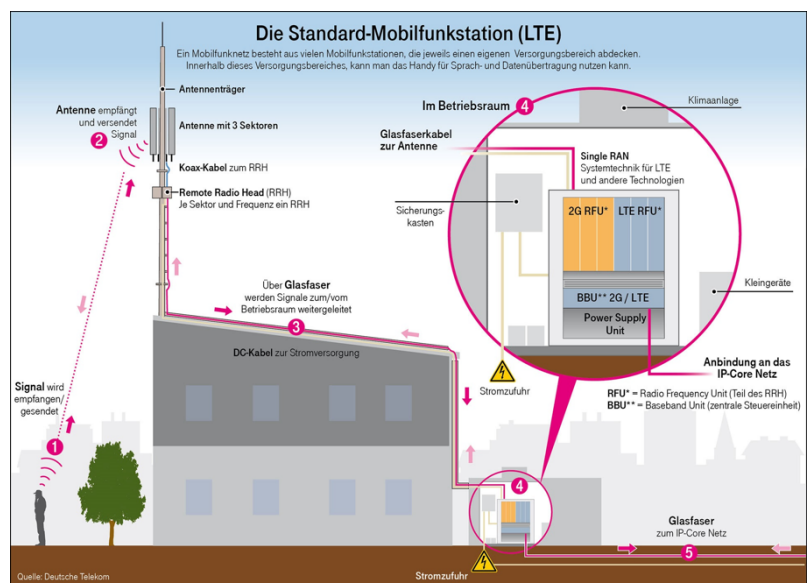 Die Standard-Mobilfunkstation (LTE)
Ein Mobilfunknetz besteht aus vielen Mobilfunkstationen, die jeweils einen eigenen Versorgungsbereich abdecken.
Innerhalb dieses Versorgungsbereiches, kann man das Handy für Sprach- und Datenübertragung nutzen kann.
Antennenträger
Antenne empfängt
und versendet
Signal
2
Antenne mit 3 Sektoren
Koax-Kabel zum RRH
Remote Radio Head (RRH)
Je Sektor und Frequenz ein RRH
Über Glasfaser
werden Signale zum/vom
Betriebsraum weitergeleitet
3
DC-Kabel zur Stromversorgung
Signal wird
empfangen/
gesendet
1
Im Betriebsraum 4
Klimaanlage
Glasfaserkabel
zur Antenne
Single RAN
Systemtechnik für LTE
und andere Technologien
Sicherungs-
kasten
2G RFU* LTE RFU*
BBU** 2G / LTE
Power Supply
Unit
Kleingeräte
Stromzufuhr
Anbindung an das
IP-Core Netz
RFU* = Radio Frequency Unit (Teil des RRH)
BBU** = Baseband Unit (zentrale Steuereinheit)
4
Glasfaser
zum IP-Core Netz
5
Stromzufuhr
Quelle: Deutsche Telekom